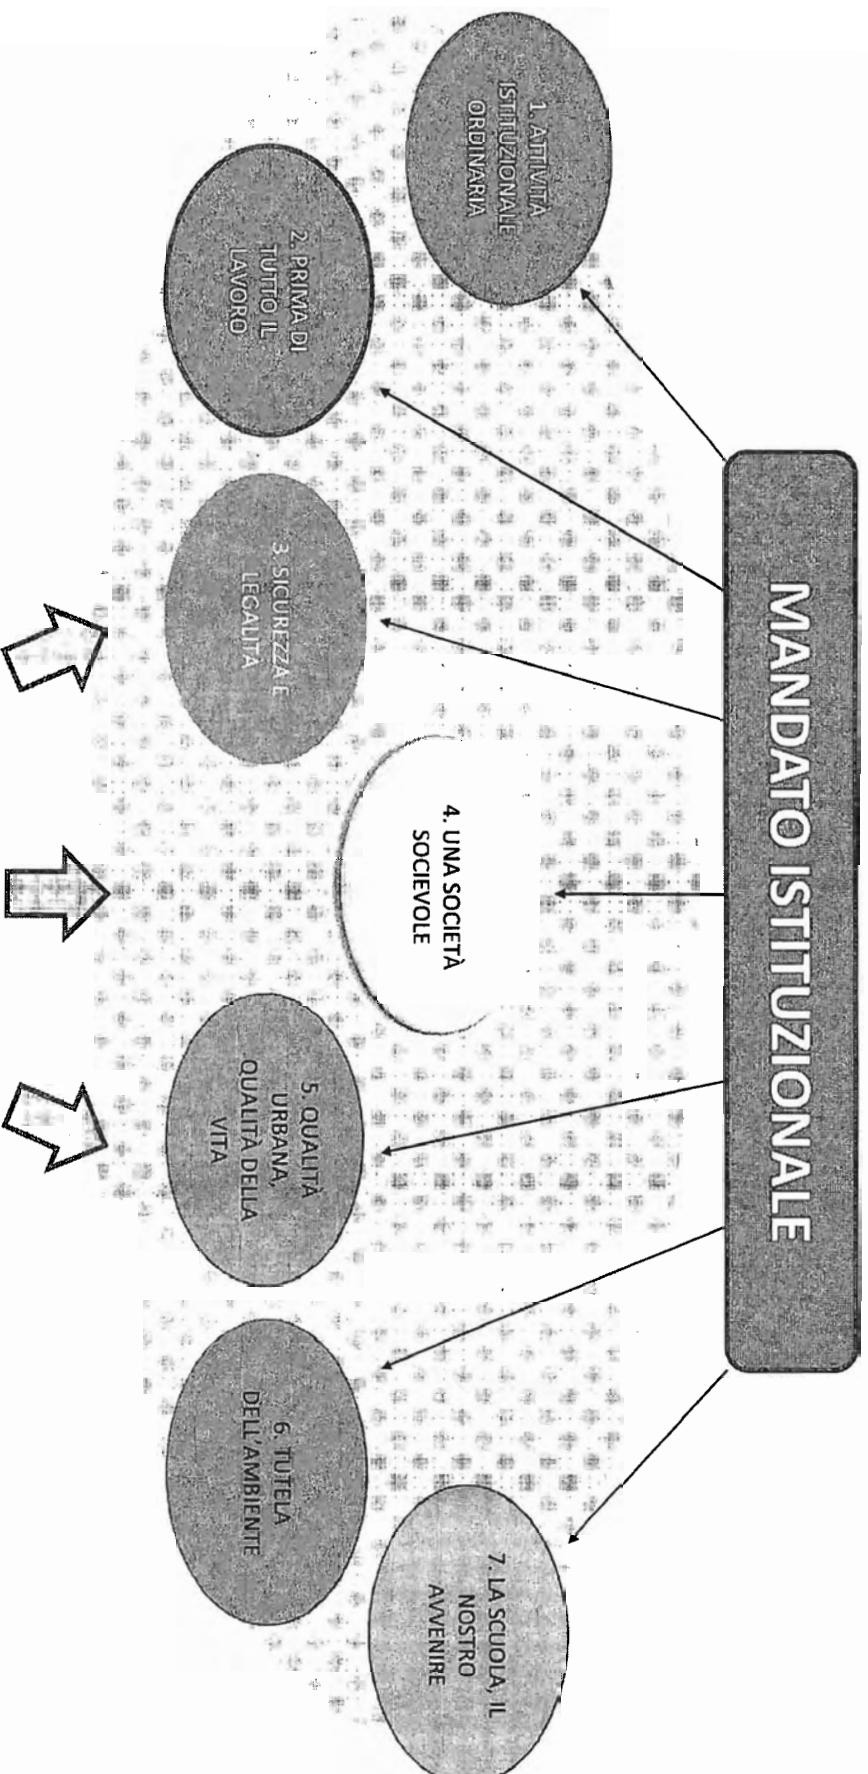 MANDATO ISTITUZIONALE
1. ATTIVITÀ
ISTITUZIONALE
ORDINARIA
2. PRIMA DI
TUTTO IL
LAVORO
3. SICUREZZA E
LEGALITÀ
4. UNA SOCIETÀ
SOCIEVOLE
5. QUALITÀ
URBANA,
QUALITÀ DELLA
VITA
6. TUTELA
DELL'AMBIENTE
7. LA SCUOLA, IL
NOSTRO
AVVENIRE